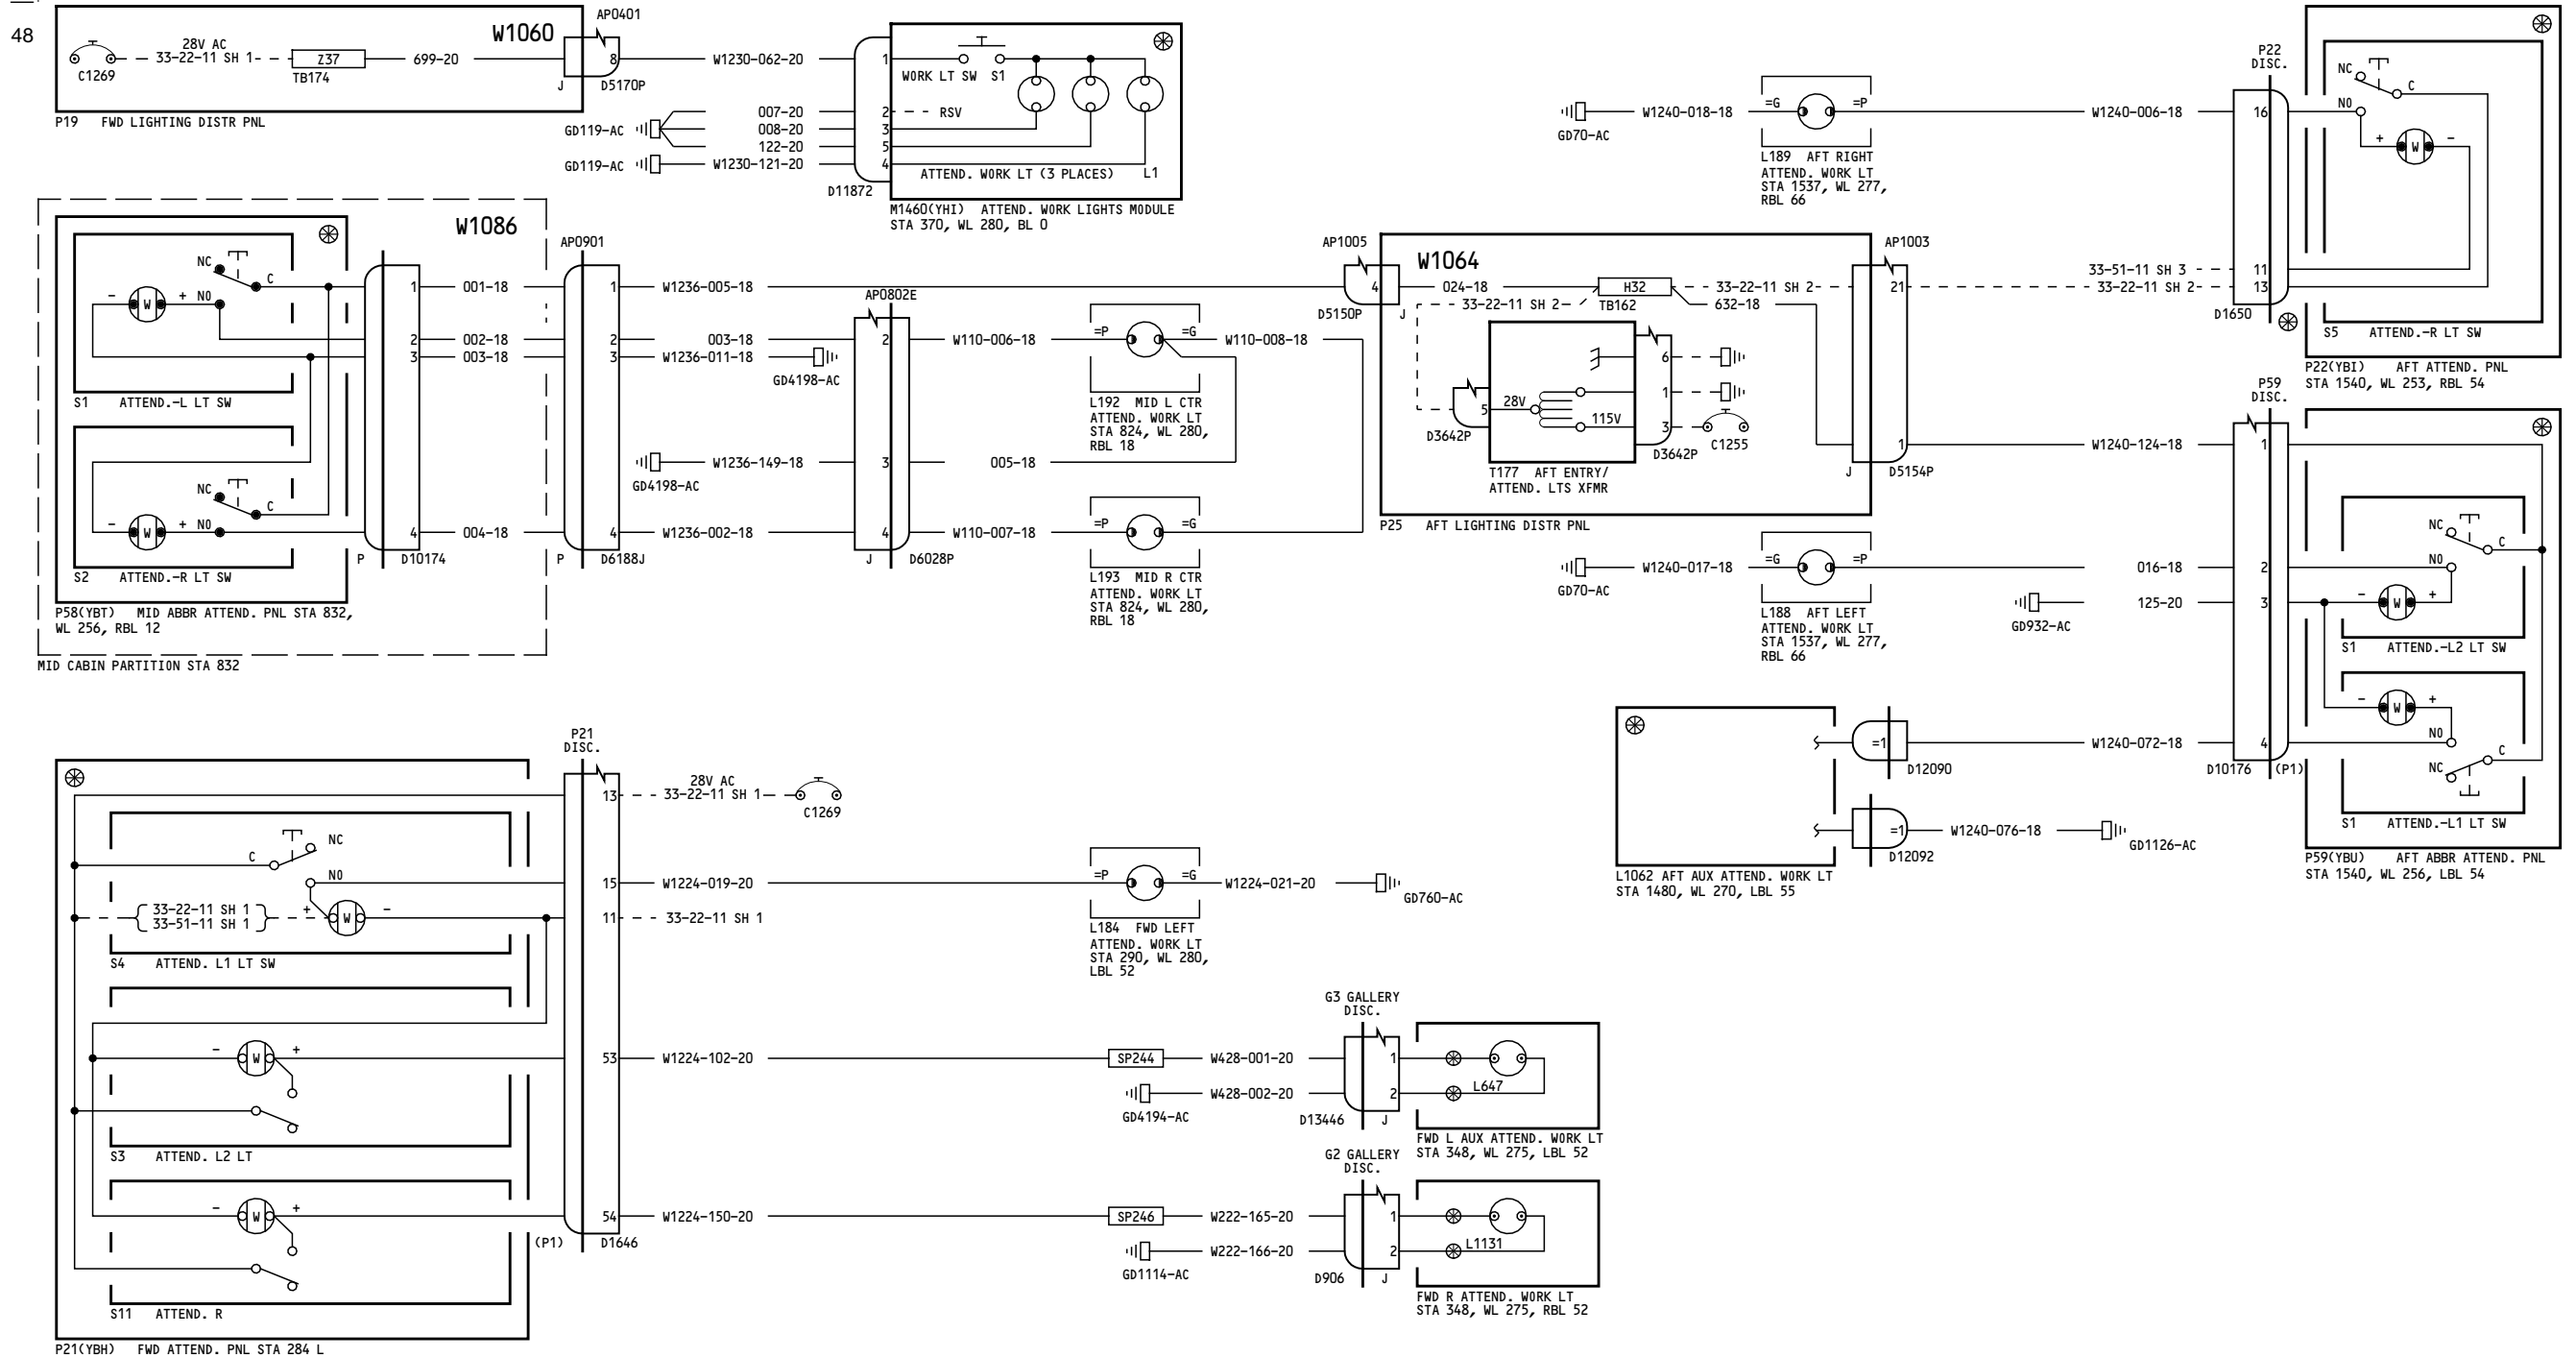 48
W1060
AP0401
C1269
28V AC
33-22-11 SH 1
Z37
TB174
699-20
8
J
D5170P
P19 FWD LIGHTING DISTR PNL
W1230-062-20
007-20
008-20
122-20
W1230-121-20
GD119-AC
GD119-AC
1
2
3
5
4
D11872
WORK LT SW S1
RSV
ATTEND. WORK LT (3 PLACES) L1
M1460(YHI) ATTEND. WORK LIGHTS MODULE
STA 370, WL 280, BL 0
GD70-AC
W1240-018-18
=G
=P
L189 AFT RIGHT
ATTEND. WORK LT
STA 1537, WL 277,
RBL 66
W1240-006-18
P22
DISC.
16
11
13
33-51-11 SH 3
33-22-11 SH 2
D1650
NC
C
NO
+
W
-
S5 ATTEND.-R LT SW
P22(YBI) AFT ATTEND. PNL
STA 1540, WL 253, RBL 54
W1086
NC
C
-
W
+ NO
S1 ATTEND.-L LT SW
NC
C
-
W
+ NO
S2 ATTEND.-R LT SW
P58(YBT) MID ABBR ATTEND. PNL STA 832,
WL 256, RBL 12
MID CABIN PARTITION STA 832
1
2
3
4
P
D10174
001-18
002-18
003-18
004-18
AP0901
1
2
3
4
P
D6188J
W1236-005-18
003-18
W1236-011-18
GD4198-AC
GD4198-AC
W1236-149-18
W1236-002-18
AP0802E
2
3
4
J
D6028P
W110-006-18
005-18
W110-007-18
=P
=G
W110-008-18
L192 MID L CTR
ATTEND. WORK LT
STA 824, WL 280,
RBL 18
=P
=G
L193 MID R CTR
ATTEND. WORK LT
STA 824, WL 280,
RBL 18
AP1005
4
D5150P
J
W1064
024-18
H32
TB162
33-22-11 SH 2
33-22-11 SH 2
632-18
5
D3642P
28V
115V
6
1
3
D3642P
C1255
T177 AFT ENTRY/
ATTEND. LTS XFMR
P25 AFT LIGHTING DISTR PNL
AP1003
21
1
J
D5154P
W1240-124-18
GD70-AC
W1240-017-18
=G
=P
L188 AFT LEFT
ATTEND. WORK LT
STA 1537, WL 277,
RBL 66
016-18
125-20
GD932-AC
P59
DISC.
1
2
3
4
D10176
(P1)
NC
C
NO
-
W
+
S1 ATTEND.-L2 LT SW
-
W
+
NO
C
NC
S1 ATTEND.-L1 LT SW
P59(YBU) AFT ABBR ATTEND. PNL
STA 1540, WL 256, LBL 54
=1
D12090
W1240-072-18
=1
D12092
W1240-076-18
GD1126-AC
L1062 AFT AUX ATTEND. WORK LT
STA 1480, WL 270, LBL 55
P21
DISC.
13
15
11
53
54
(P1)
D1646
28V AC
33-22-11 SH 1
C1269
NC
C
NO
33-22-11 SH 1
33-51-11 SH 1
+
W
-
S4 ATTEND. L1 LT SW
-
W
+
S3 ATTEND. L2 LT
-
W
+
S11 ATTEND. R
P21(YBH) FWD ATTEND. PNL STA 284 L
W1224-019-20
33-22-11 SH 1
=P
=G
W1224-021-20
GD760-AC
L184 FWD LEFT
ATTEND. WORK LT
STA 290, WL 280,
LBL 52
W1224-102-20
SP244
W428-001-20
W428-002-20
GD4194-AC
G3 GALLERY
DISC.
1
2
D13446
J
L647
FWD L AUX ATTEND. WORK LT
STA 348, WL 275, LBL 52
W1224-150-20
SP246
W222-165-20
W222-166-20
GD1114-AC
G2 GALLERY
DISC.
1
2
D906
J
L1131
FWD R ATTEND. WORK LT
STA 348, WL 275, RBL 52